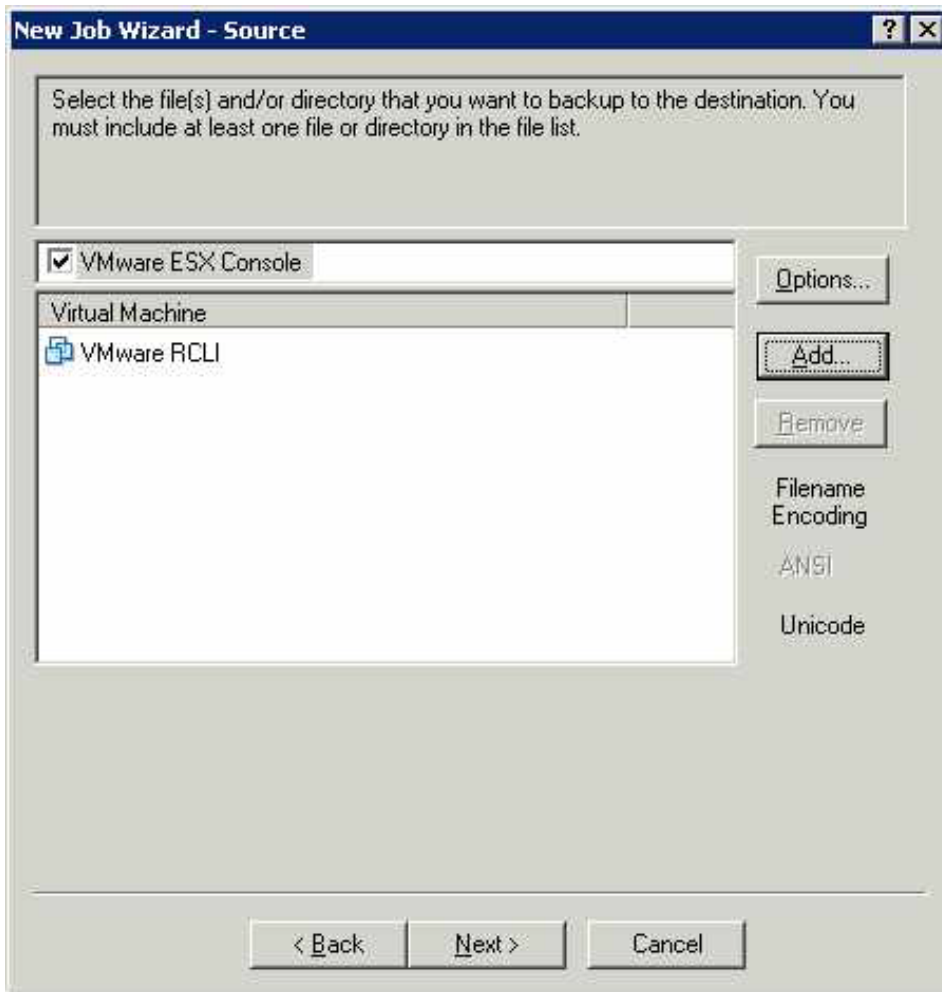 New Job Wizard - Source
Select the file(s) and/or directory that you want to backup to the destination. You
must include at least one file or directory in the file list.
VMware ESX Console
Options...
Virtual Machine
VMware RCLI
Add...
Remove
Filename
Encoding
ANSI
Unicode
< Back
Next >
Cancel